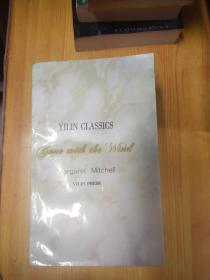 YILIN CLASSICS
Gone with the Wind
Margaret Mitchell
YILIN PRESS